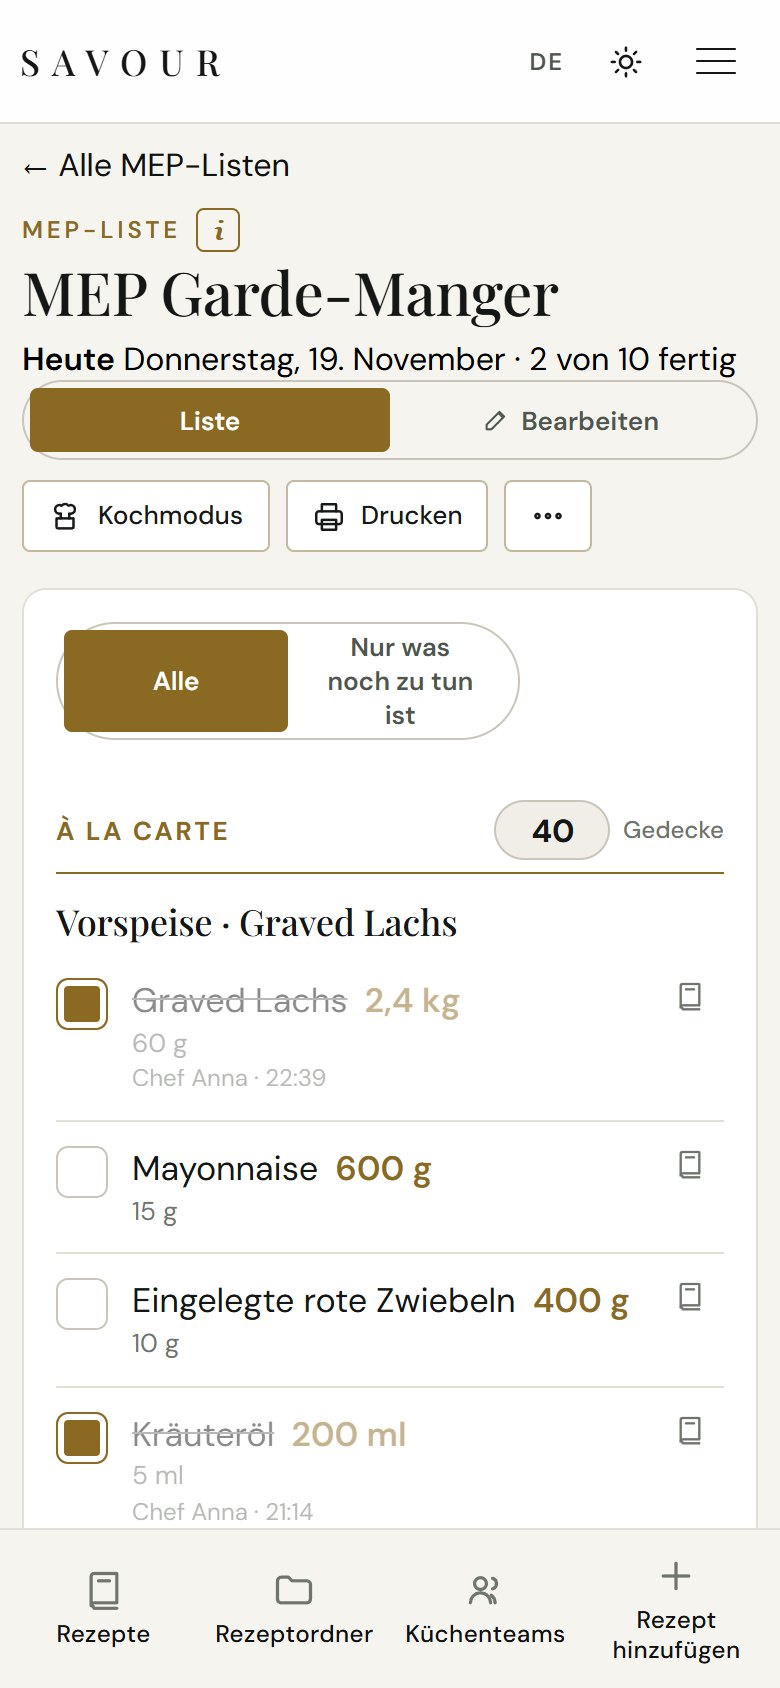 SAVOUR
DE
← Alle MEP-Listen
MEP-LISTE i
MEP Garde-Manger
Heute Donnerstag, 19. November · 2 von 10 fertig
Liste
Bearbeiten
Kochmodus
Drucken
Alle
Nur was
noch zu tun
ist
À LA CARTE
40 Gedecke
Vorspeise · Graved Lachs
Graved Lachs 2,4 kg
60 g
Chef Anna · 22:39
Mayonnaise 600 g
15 g
Eingelegte rote Zwiebeln 400 g
10 g
Kräuteröl 200 ml
5 ml
Chef Anna · 21:14
Rezepte
Rezeptordner
Küchenteams
Rezept
hinzufügen